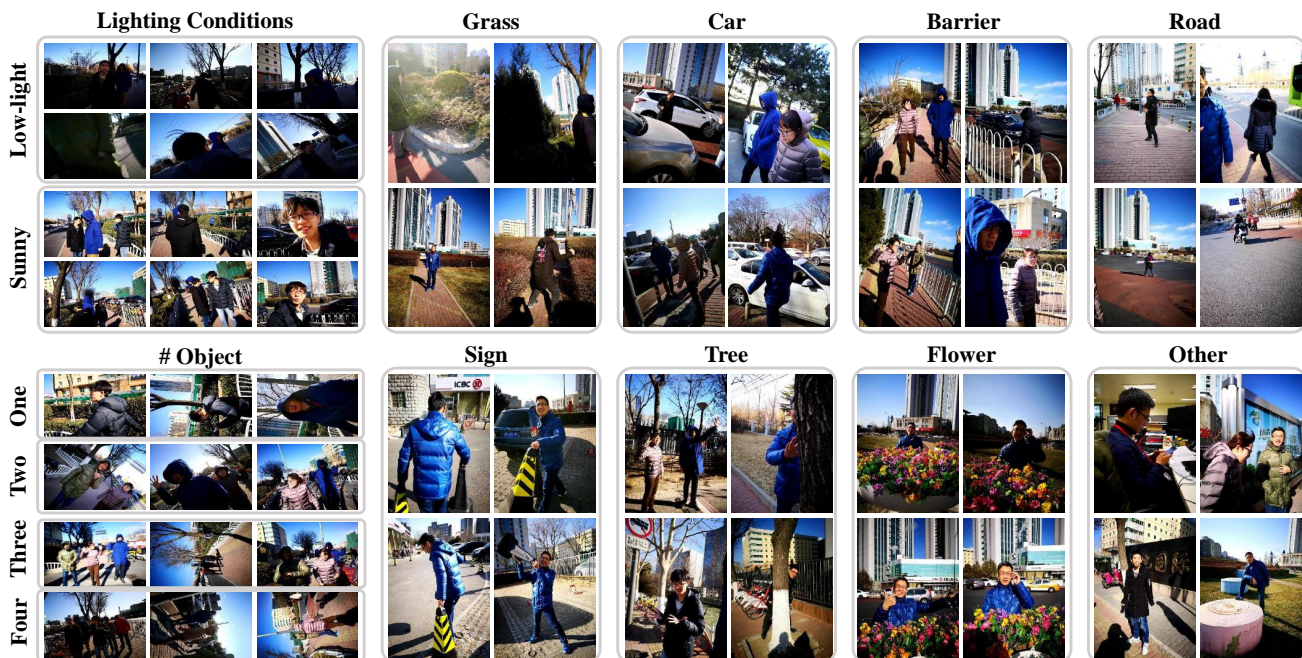 Lighting Conditions
Grass
Car
Barrier
Road
Low-light
Sunny
# Object
Sign
Tree
Flower
Other
One
Two
Three
Four
ICBC